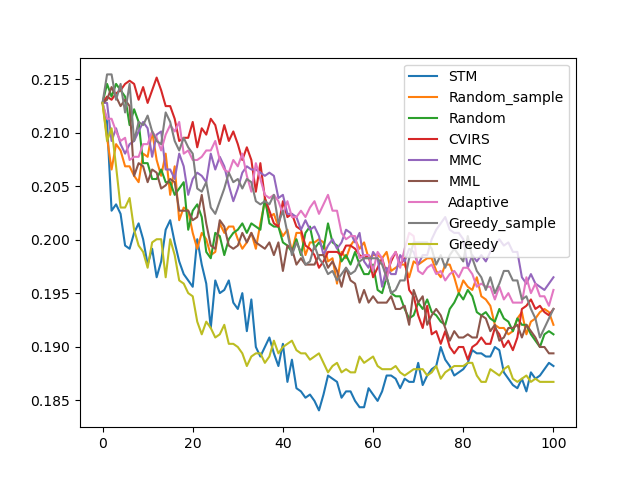 0.215
0.210
0.205
0.200
0.195
0.190
0.185
0
20
40
60
80
100
STM
Random_sample
Random
CVIRS
MMC
MML
Adaptive
Greedy_sample
Greedy